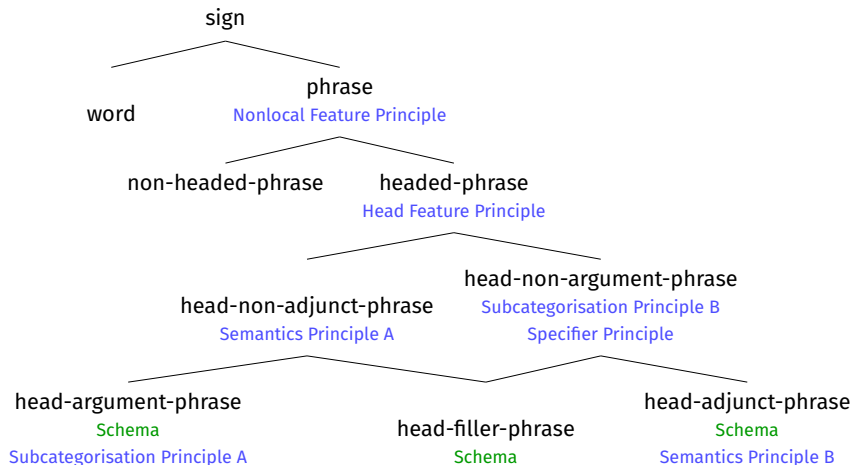 sign
word
phrase
Nonlocal Feature Principle
non-headed-phrase
headed-phrase
Head Feature Principle
head-non-adjunct-phrase
Semantics Principle A
head-non-argument-phrase
Subcategorisation Principle B
Specifier Principle
head-argument-phrase
Schema
Subcategorisation Principle A
head-filler-phrase
Schema
head-adjunct-phrase
Schema
Semantics Principle B